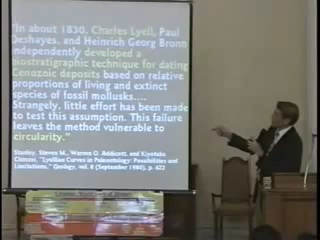 "In about 1830, Charles Lyell, Paul
Deshayes, and Heinrich Georg Bronn
independently developed a
biostratigraphic technique for dating
Cenozoic deposits based on relative
proportions of living and extinct
species of fossil mollusks....
Strangely, little effort has been made
to test this assumption. This failure
leaves the method vulnerable to
circularity."
Stanley, Steven M., Warren O. Addicott, and Kiyotaka
Chinzei, "Lyellian Curves in Paleontology: Possibilities and
Limitations," Geology, vol. 8 (September 1980), p. 422